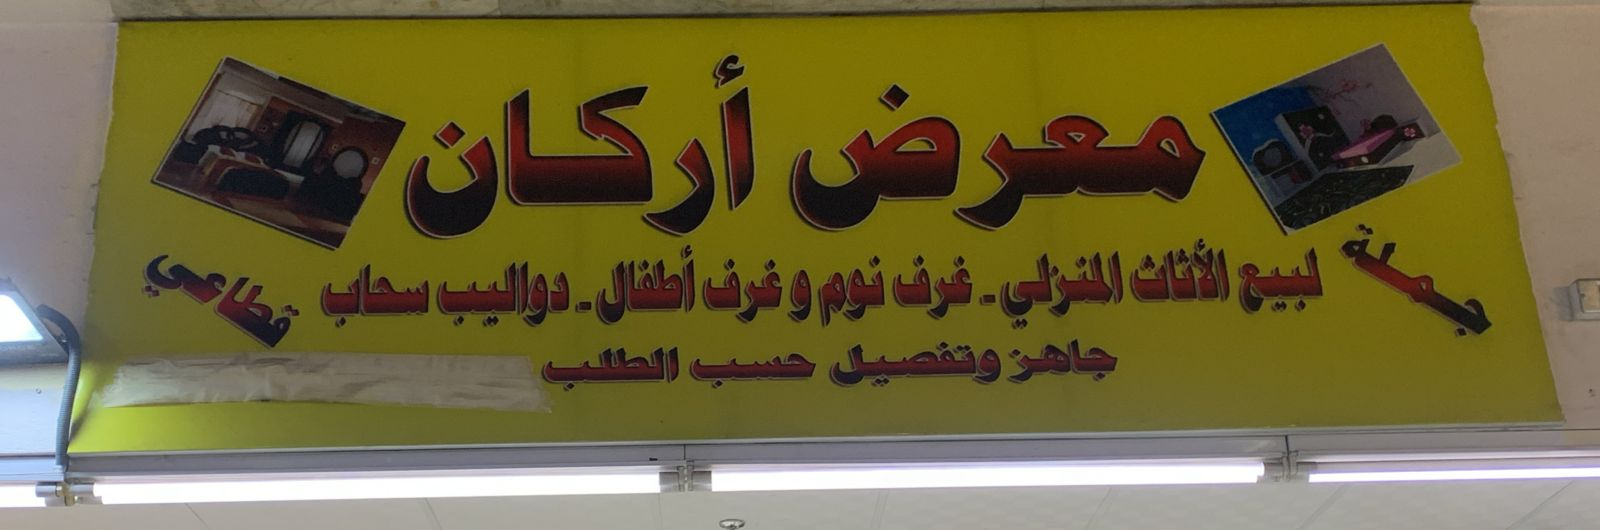 معرض أركان
جملة
لبيع الأثاث المنزلي - غرف نوم و غرف أطفال - دواليب سحاب
قطاعي
جاهز وتفصيل حسب الطلب